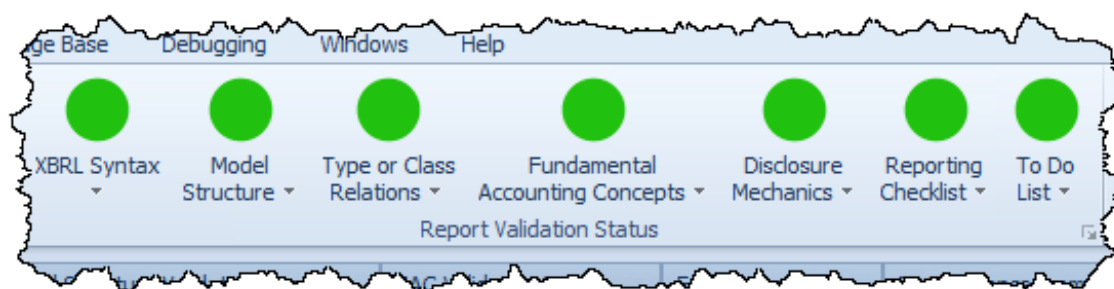 ge Base Debugging Windows Help
XBRL Syntax
Model
Structure
Type or Class
Relations
Fundamental
Accounting Concepts
Disclosure
Mechanics
Reporting
Checklist
To Do
List
Report Validation Status